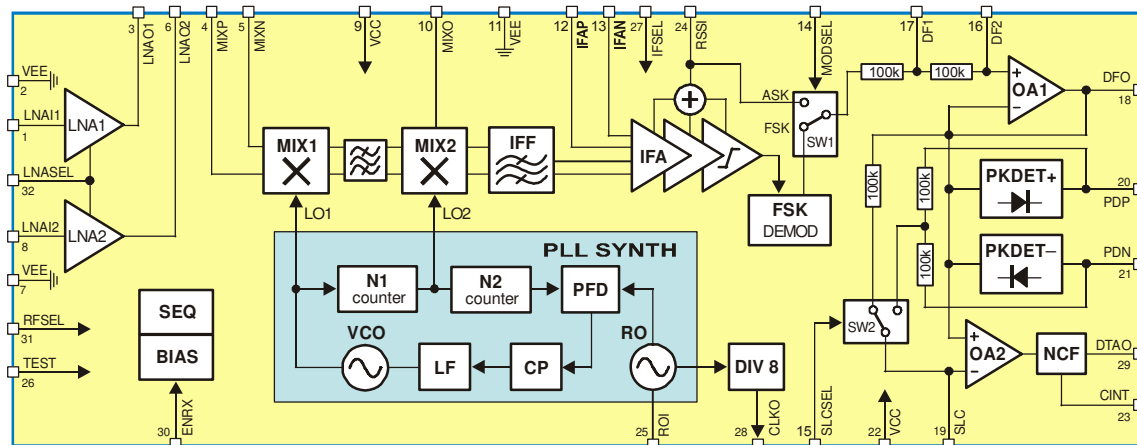 3 LNAO1
6 LNAO2
4 MIXP
5 MIXN
9 VCC
10 MIXO
11 VEE
12 IFAP
13 IFAN
27 IFSEL
24 RSSI
14 MODSEL
17 DF1
16 DF2
VEE
2
LNAI1
1
LNASEL
32
LNAI2
8
VEE
7
RFSEL
31
TEST
26
LNA1
LNA2
MIX1
MIX2
IFF
IFA
+
ASK
FSK
SW1
100k
100k
+
−
OA1
DFO
18
FSK
DEMOD
LO1
LO2
100k
100k
100k
PKDET+
20
PDP
PKDET−
PDN
21
PLL SYNTH
N1
counter
N2
counter
PFD
VCO
LF
CP
RO
DIV 8
SEQ
BIAS
SW2
+
−
OA2
NCF
DTAO
29
CINT
23
30 ENRX
25 ROI
28 CLKO
15 SLCSEL
22 VCC
19 SLC